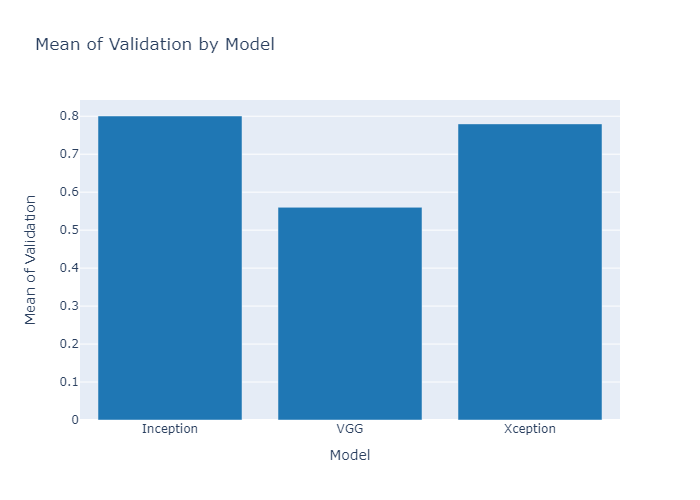 Mean of Validation by Model
Mean of Validation
0.8
0.7
0.6
0.5
0.4
0.3
0.2
0.1
0
Inception VGG Xception
Model